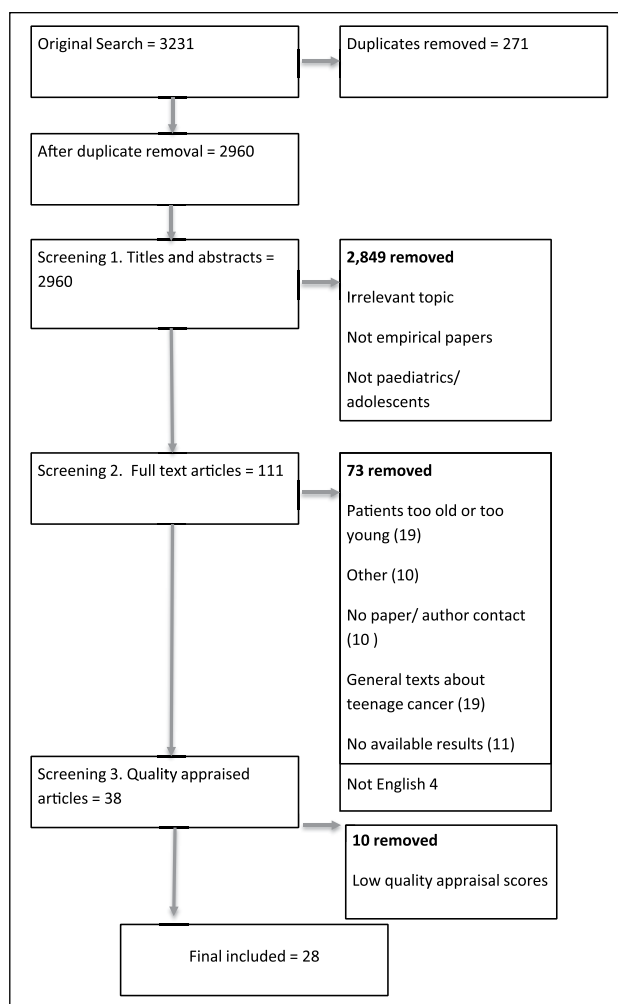 Original Search = 3231
Duplicates removed = 271
After duplicate removal = 2960
Screening 1. Titles and abstracts =
2960
2,849 removed
Irrelevant topic
Not empirical papers
Not paediatrics/
adolescents
Screening 2.  Full text articles = 111
73 removed
Patients too old or too
young (19)
Other (10)
No paper/ author contact
(10 )
General texts about
teenage cancer (19)
No available results (11)
Not English 4
Screening 3. Quality appraised
articles = 38
10 removed
Low quality appraisal scores
Final included = 28